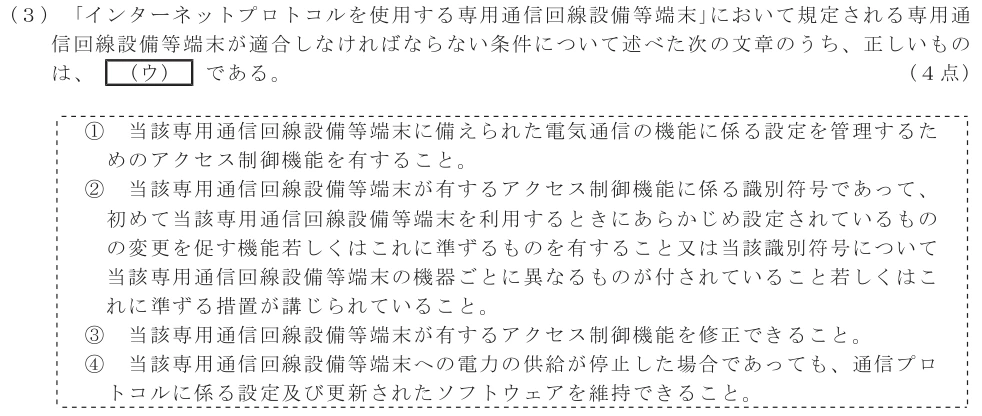 (３) 「インターネットプロトコルを使用する専用通信回線設備等端末」において規定される専用通
信回線設備等端末が適合しなければならない条件について述べた次の文章のうち、正しいもの
は、 (ウ) である。 (４点)
① 当該専用通信回線設備等端末に備えられた電気通信の機能に係る設定を管理するた
めのアクセス制御機能を有すること。
② 当該専用通信回線設備等端末が有するアクセス制御機能に係る識別符号であって、
初めて当該専用通信回線設備等端末を利用するときにあらかじめ設定されているもの
の変更を促す機能若しくはこれに準ずるものを有すること又は当該識別符号について
当該専用通信回線設備等端末の機器ごとに異なるものが付されていること若しくはこ
れに準ずる措置が講じられていること。
③ 当該専用通信回線設備等端末が有するアクセス制御機能を修正できること。
④ 当該専用通信回線設備等端末への電力の供給が停止した場合であっても、通信プロ
トコルに係る設定及び更新されたソフトウェアを維持できること。